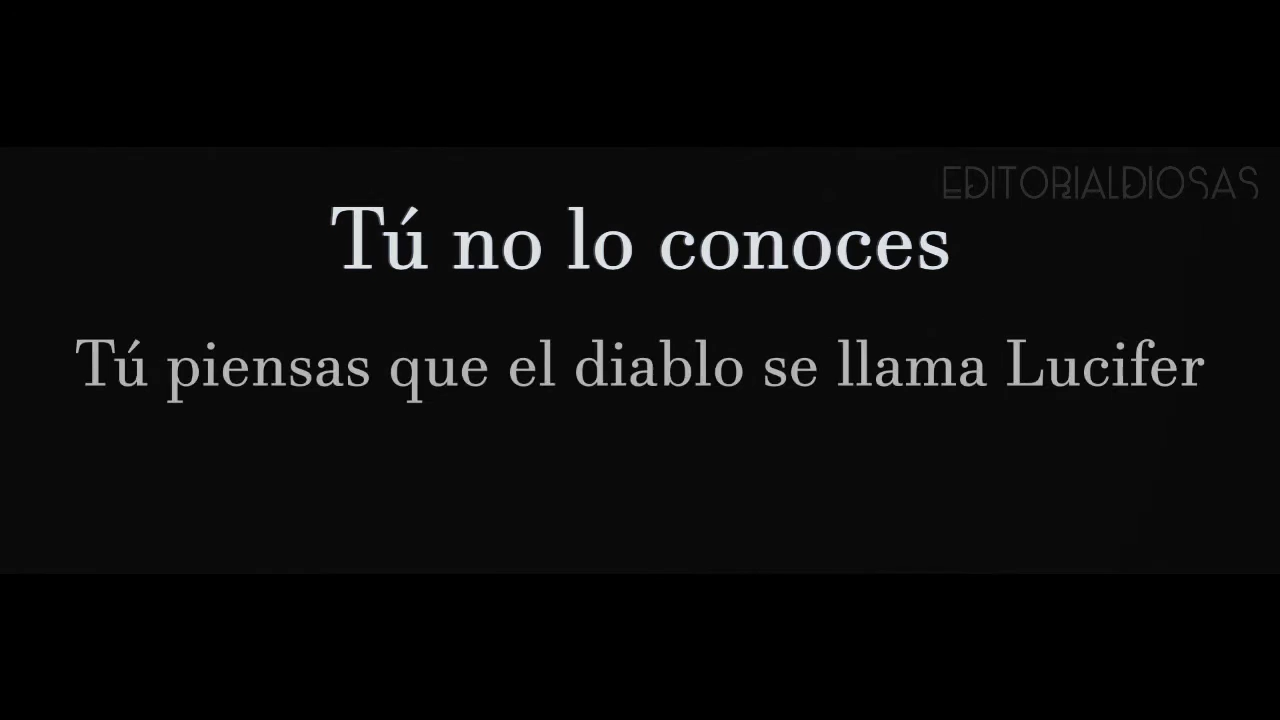 EDITORIALDIOSAS
Tú no lo conoces
Tú piensas que el diablo se llama Lucifer